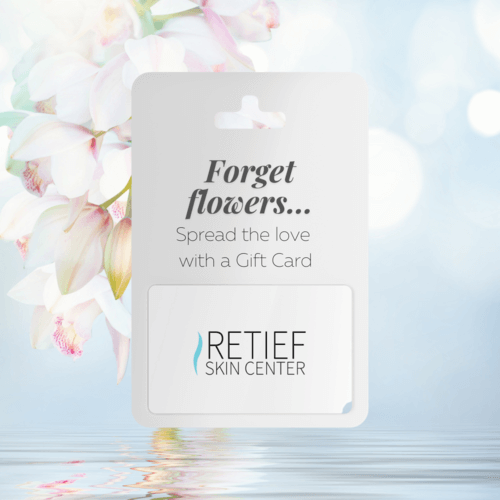 Forget
flowers...
Spread the love
with a Gift Card
RETIEF
SKIN CENTER